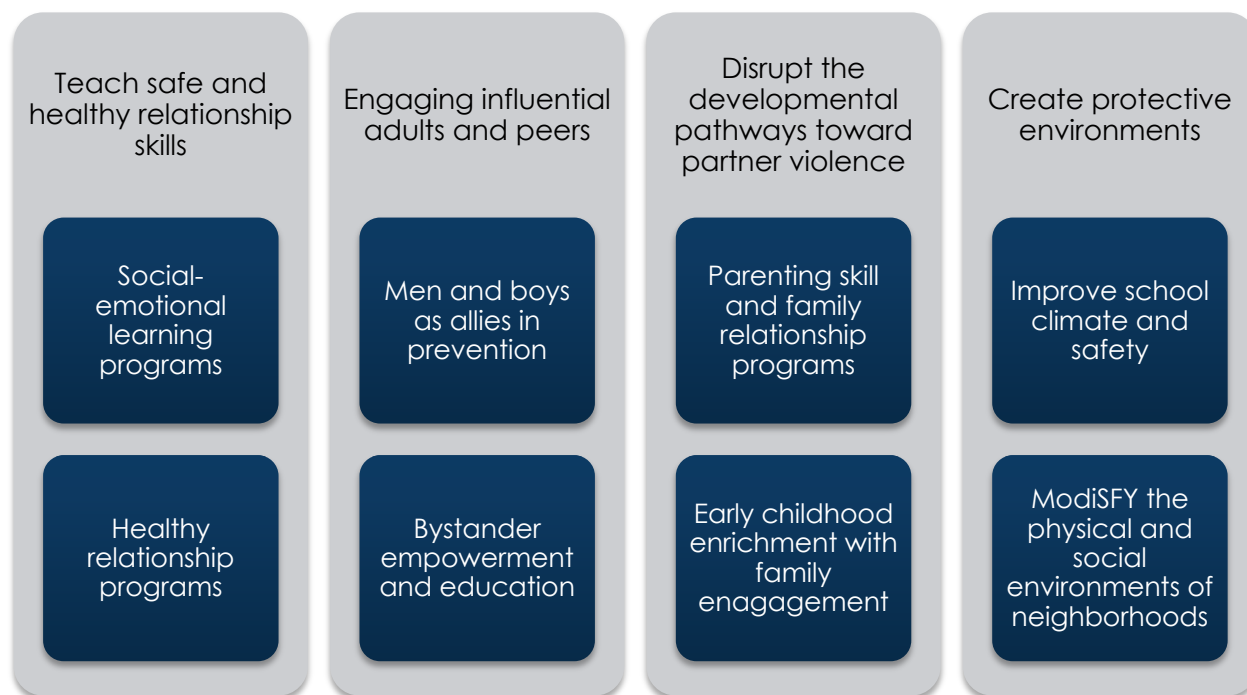 Teach safe and
healthy relationship
skills
Social-
emotional
learning
programs
Healthy
relationship
programs
Engaging influential
adults and peers
Men and boys
as allies in
prevention
Bystander
empowerment
and education
Disrupt the
developmental
pathways toward
partner violence
Parenting skill
and family
relationship
programs
Early childhood
enrichment with
family
enagagement
Create protective
environments
Improve school
climate and
safety
ModiSFY the
physical and
social
environments of
neighborhoods